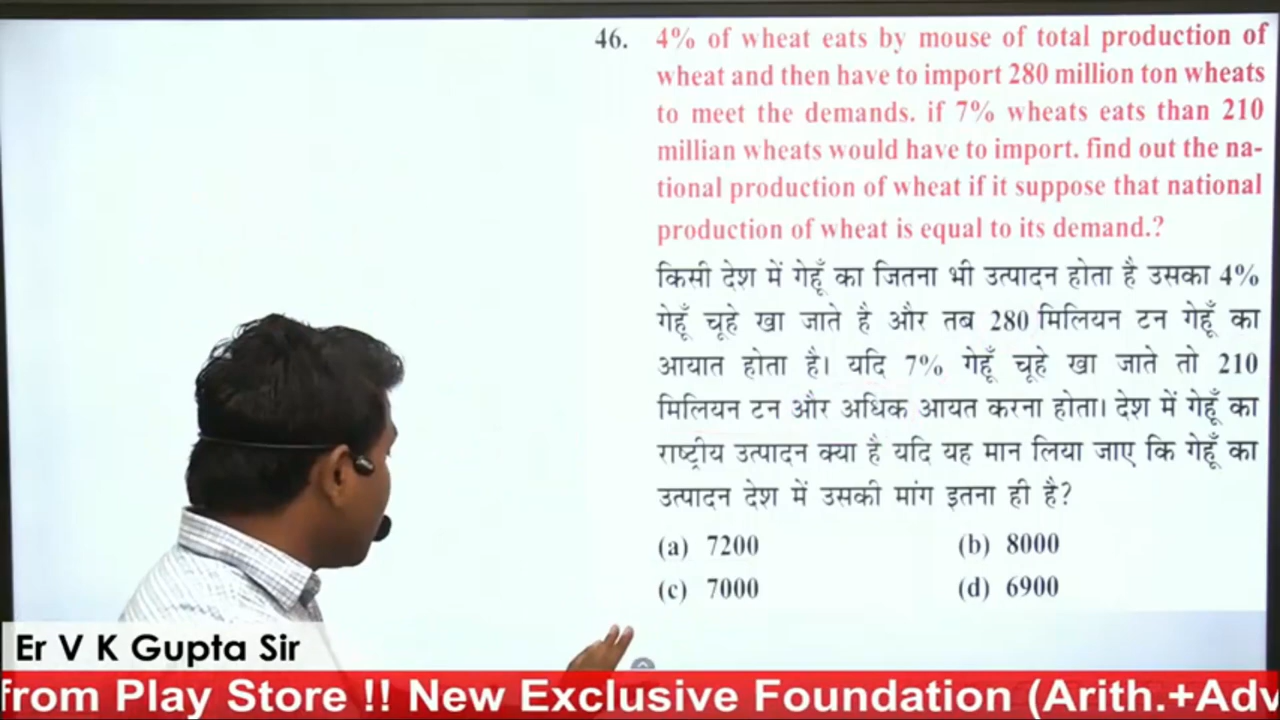 46. 4% of wheat eats by mouse of total production of
wheat and then have to import 280 million ton wheats
to meet the demands. if 7% wheats eats than 210
millian wheats would have to import. find out the na-
tional production of wheat if it suppose that national
production of wheat is equal to its demand.?
किसी देश में गेहूँ का जितना भी उत्पादन होता है उसका 4%
गेहूँ चूहे खा जाते है और तब 280 मिलियन टन गेहूँ का
आयात होता है। यदि 7% गेहूँ चूहे खा जाते तो 210
मिलियन टन और अधिक आयत करना होता। देश में गेहूँ का
राष्ट्रीय उत्पादन क्या है यदि यह मान लिया जाए कि गेहूँ का
उत्पादन देश में उसकी मांग इतना ही है?
(a) 7200 (b) 8000
(c) 7000 (d) 6900
Er V K Gupta Sir
from Play Store !! New Exclusive Foundation (Arith.+Adv